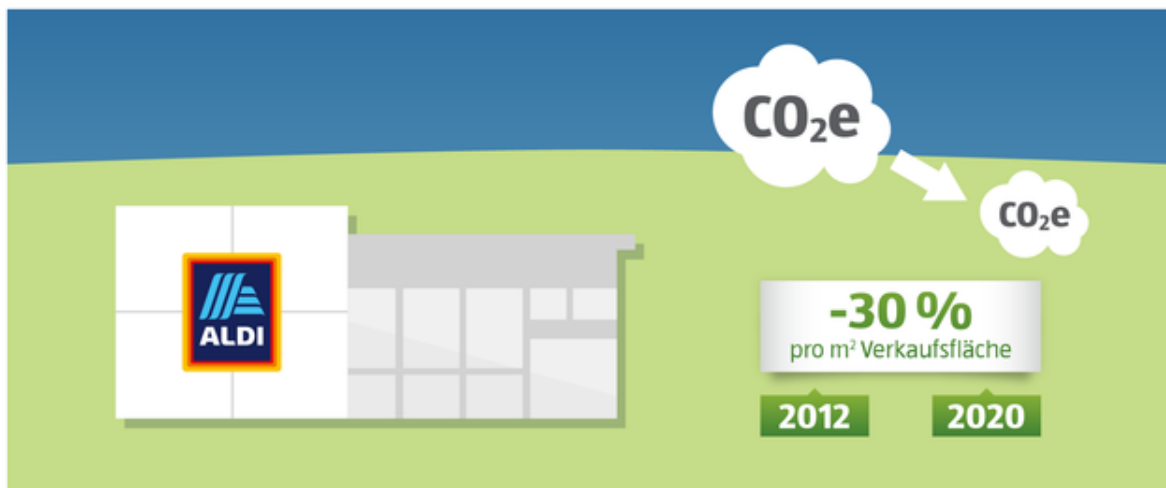 CO₂e
CO₂e
ALDI
-30 %
pro m² Verkaufsfläche
2012
2020